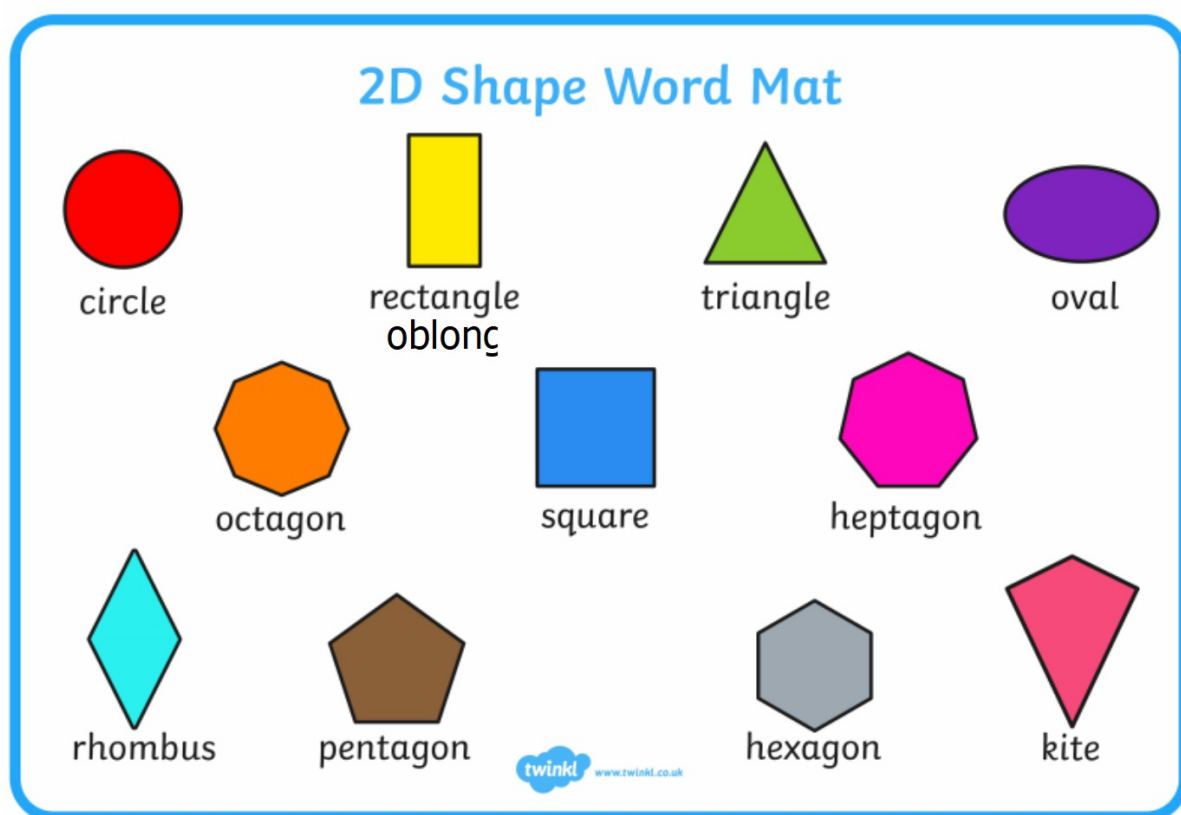 2D Shape Word Mat
circle
rectangle
oblong
triangle
oval
octagon
square
heptagon
rhombus
pentagon
hexagon
kite
twinkl www.twinkl.co.uk